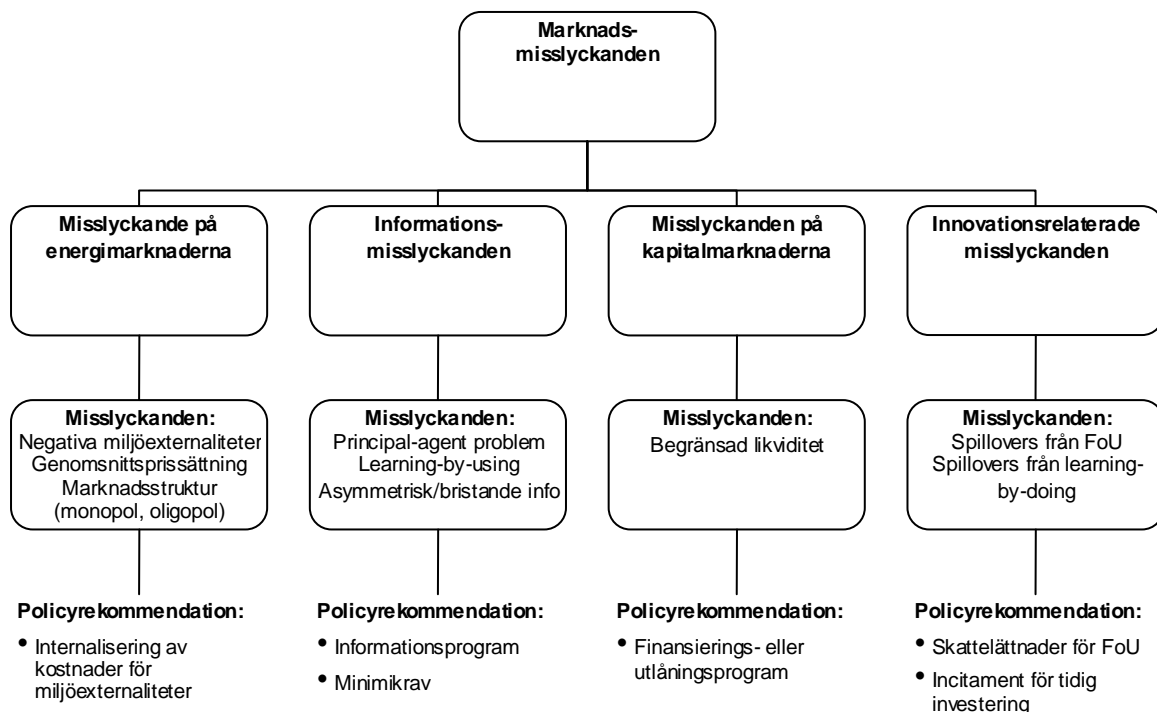 Marknads-
misslyckanden
Misslyckande på
energimarknaderna
Informations-
misslyckanden
Misslyckanden på
kapitalmarknaderna
Innovationsrelaterade
misslyckanden
Misslyckanden:
Negativa miljöexternaliteter
Genomsnittsprissättning
Marknadsstruktur
(monopol, oligopol)
Misslyckanden:
Principal-agent problem
Learning-by-using
Asymmetrisk/bristande info
Misslyckanden:
Begränsad likviditet
Misslyckanden:
Spillovers från FoU
Spillovers från learning-
by-doing
Policyrekommendation:
• Internalisering av
kostnader för
miljöexternaliteter
Policyrekommendation:
• Informationsprogram
• Minimikrav
Policyrekommendation:
• Finansierings- eller
utlåningsprogram
Policyrekommendation:
• Skattelättnader för FoU
• Incitament för tidig
investering